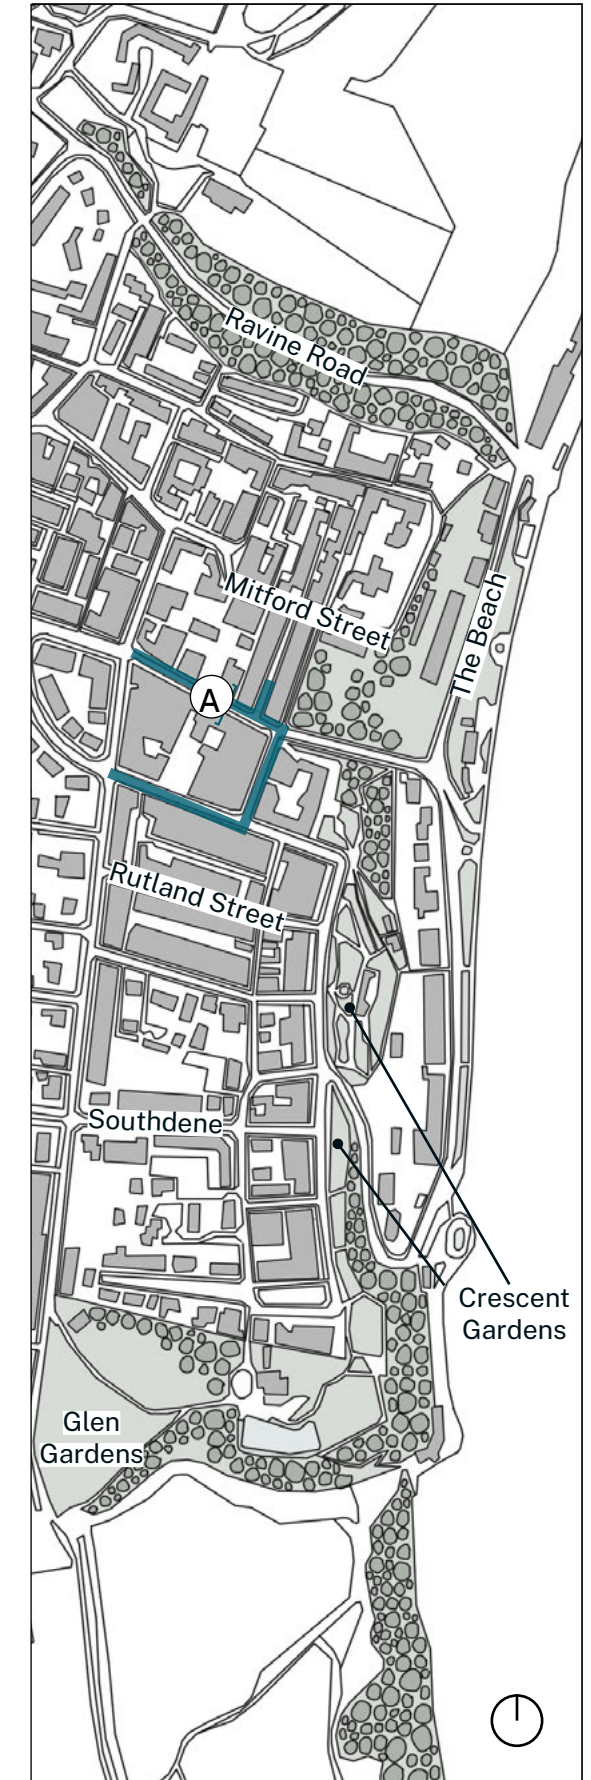 Ravine Road
Mitford Street
The Beach
A
Rutland Street
Southdene
Crescent
Gardens
Glen
Gardens